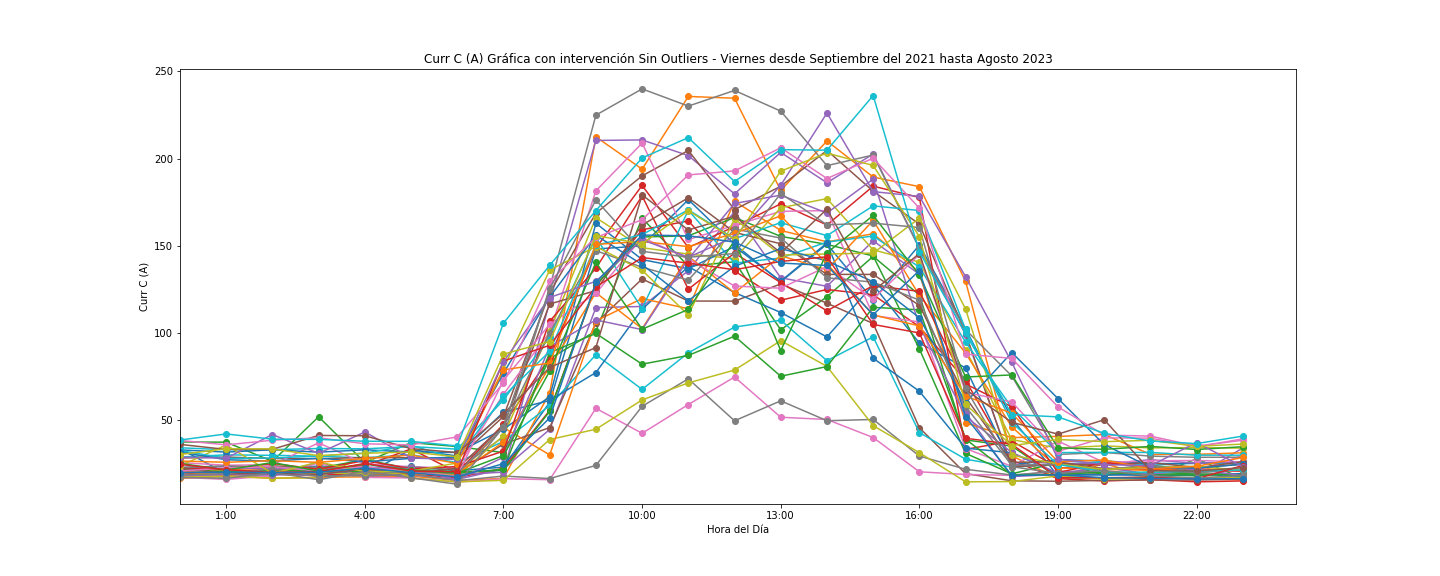 Curr C (A) Gráfica con intervención Sin Outliers - Viernes desde Septiembre del 2021 hasta Agosto 2023
250
200
150
100
50
Curr C (A)
1:00 4:00 7:00 10:00 13:00 16:00 19:00 22:00
Hora del Día